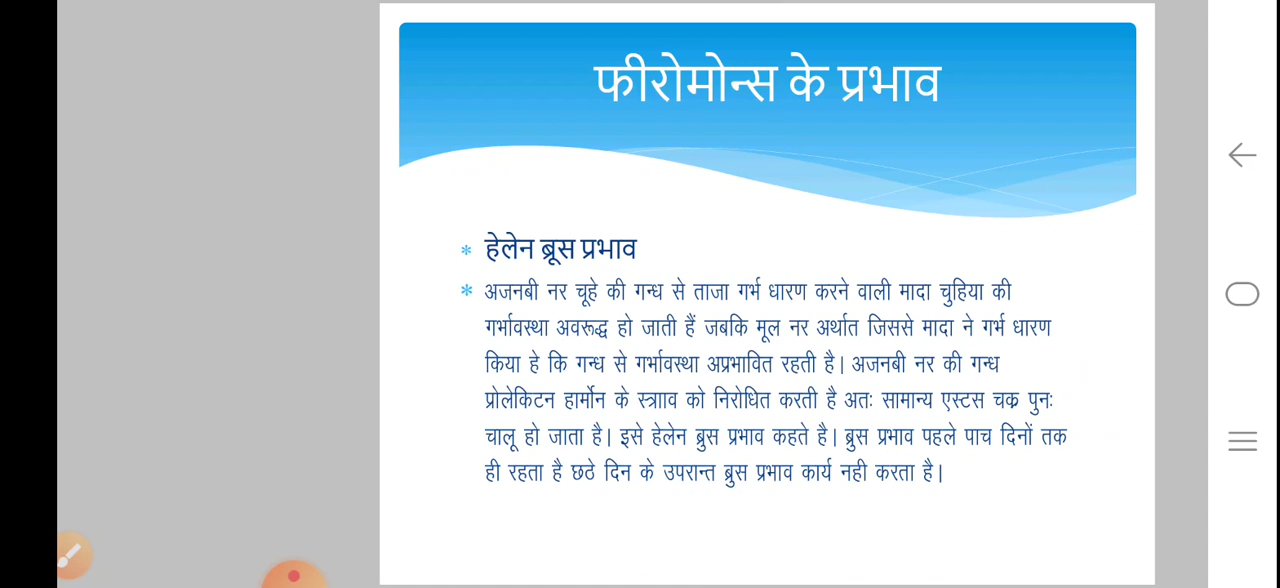 फीरोमोन्स के प्रभाव
* हेलेन ब्रूस प्रभाव
* अजनबी नर चूहे की गन्ध से ताजा गर्भ धारण करने वाली मादा चुहिया की
गर्भावस्था अवरूद्ध हो जाती हैं जबकि मूल नर अर्थात जिससे मादा ने गर्भ धारण
किया हे कि गन्ध से गर्भावस्था अप्रभावित रहती है। अजनबी नर की गन्ध
प्रोलेकिटन हार्मोन के स्त्रााव को निरोधित करती है अतः सामान्य एस्टस चक्र पुनः
चालू हो जाता है। इसे हेलेन ब्रुस प्रभाव कहते है। ब्रुस प्रभाव पहले पाच दिनों तक
ही रहता है छठे दिन के उपरान्त ब्रुस प्रभाव कार्य नही करता है।